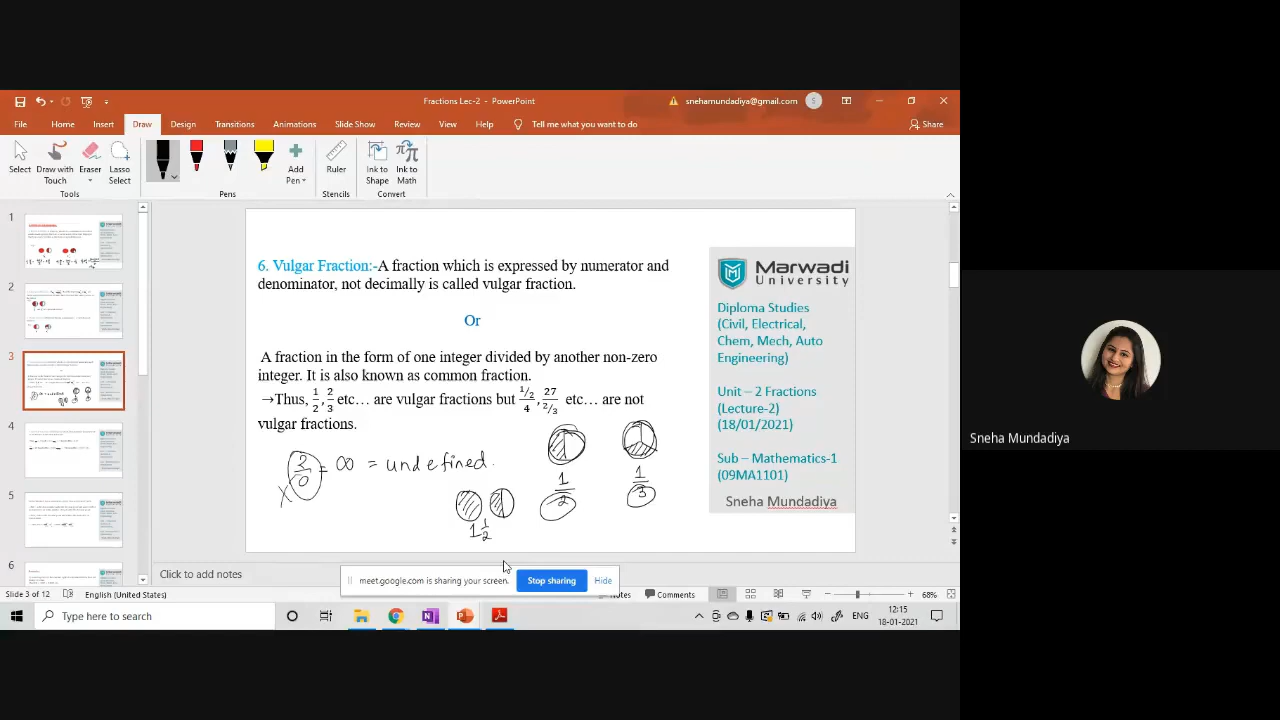 Fractions Lec-2 - PowerPoint
snehamundadiya@gmail.com
S
File Home Insert Draw Design Transitions Animations Slide Show Review View Help Tell me what you want to do
Share
Select
Draw with Touch
Eraser
Lasso Select
Add Pen
Ruler
Ink to Shape
Ink to Math
Tools
Pens
Stencils
Convert
1
2
3
4
5
6
6. Vulgar Fraction:-A fraction which is expressed by numerator and
denominator, not decimally is called vulgar fraction.
Or
A fraction in the form of one integer divided by another non-zero
integer. It is also known as common fraction.
→Thus, 1/2, 2/3 etc… are vulgar fractions but
etc… are not
vulgar fractions.
3/0 = ∞ = undefined.
1 1/2
1/3
Marwadi
University
Diploma Studies
(Civil, Electrical,
Chem, Mech, Auto
Engineering)
Unit – 2 Fractions
(Lecture-2)
(18/01/2021)
Sub – Mathematics-1
(09MA1101)
Sneha Mundadiya
Click to add notes
meet.google.com is sharing your screen.
Stop sharing
Hide
Slide 3 of 12
English (United States)
Notes
Comments
68%
Type here to search
ENG
12:15
18-01-2021
Sneha Mundadiya